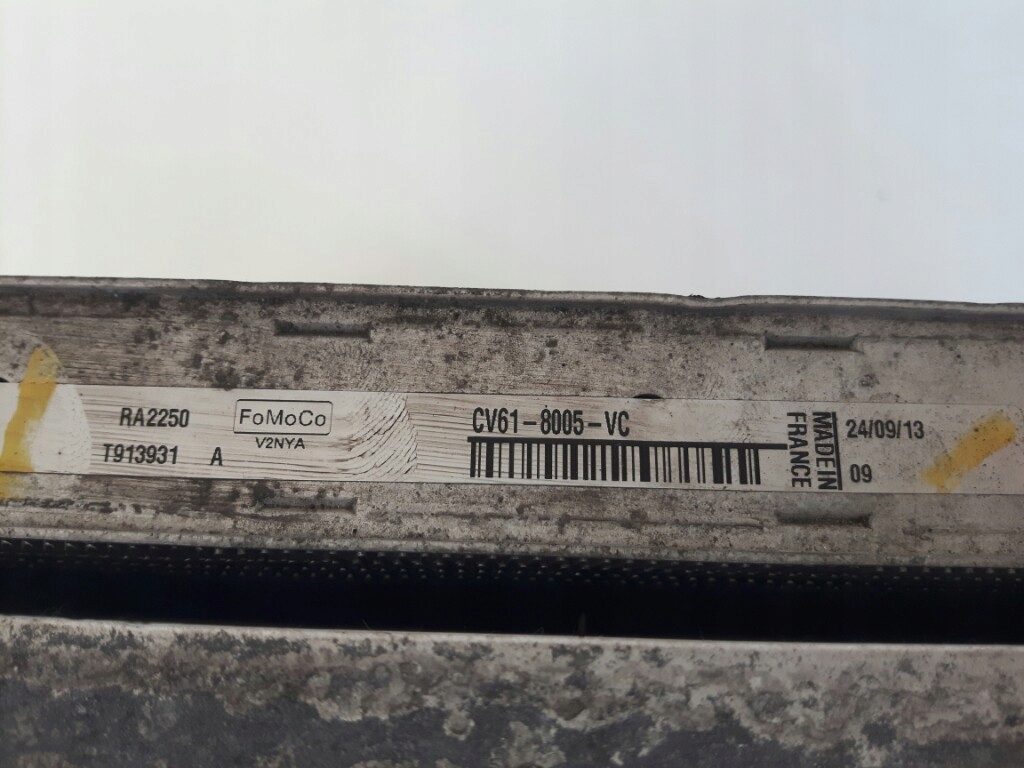 RA2250
T913931 A
FoMoCo
V2NYA
CV61-8005-VC
MADE IN
FRANCE
24/09/13
09